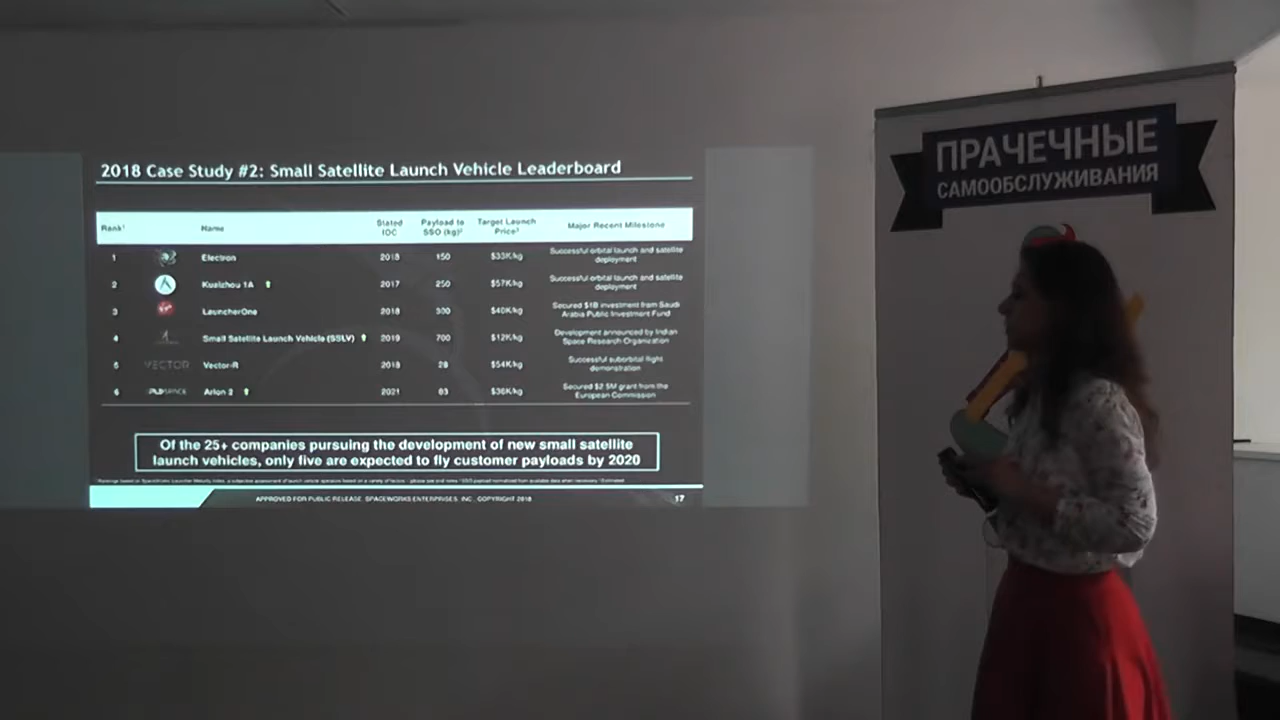 2018 Case Study #2: Small Satellite Launch Vehicle Leaderboard
Rank¹ Name Stated IOC Payload to SSO (kg)² Target Launch Price³ Major Recent Milestone
1 Electron 2018 150 $33K/kg Successful orbital launch and satellite deployment
2 Kuaizhou 1A 2017 250 $57K/kg Successful orbital launch and satellite deployment
3 LauncherOne 2018 300 $40K/kg Secured $1B investment from Saudi Arabia Public Investment Fund
4 Small Satellite Launch Vehicle (SSLV) 2019 700 $12K/kg Development announced by Indian Space Research Organization
5 VECTOR Vector-R 2018 $54K/kg Successful suborbital flight demonstration
6 Arion 2 2021 $36K/kg Secured $2.5M grant from the European Commission
Of the 25+ companies pursuing the development of new small satellite
launch vehicles, only five are expected to fly customer payloads by 2020
APPROVED FOR PUBLIC RELEASE. SPACEWORKS ENTERPRISES, INC., COPYRIGHT 2018
17
ПРАЧЕЧНЫЕ
САМООБСЛУЖИВАНИЯ